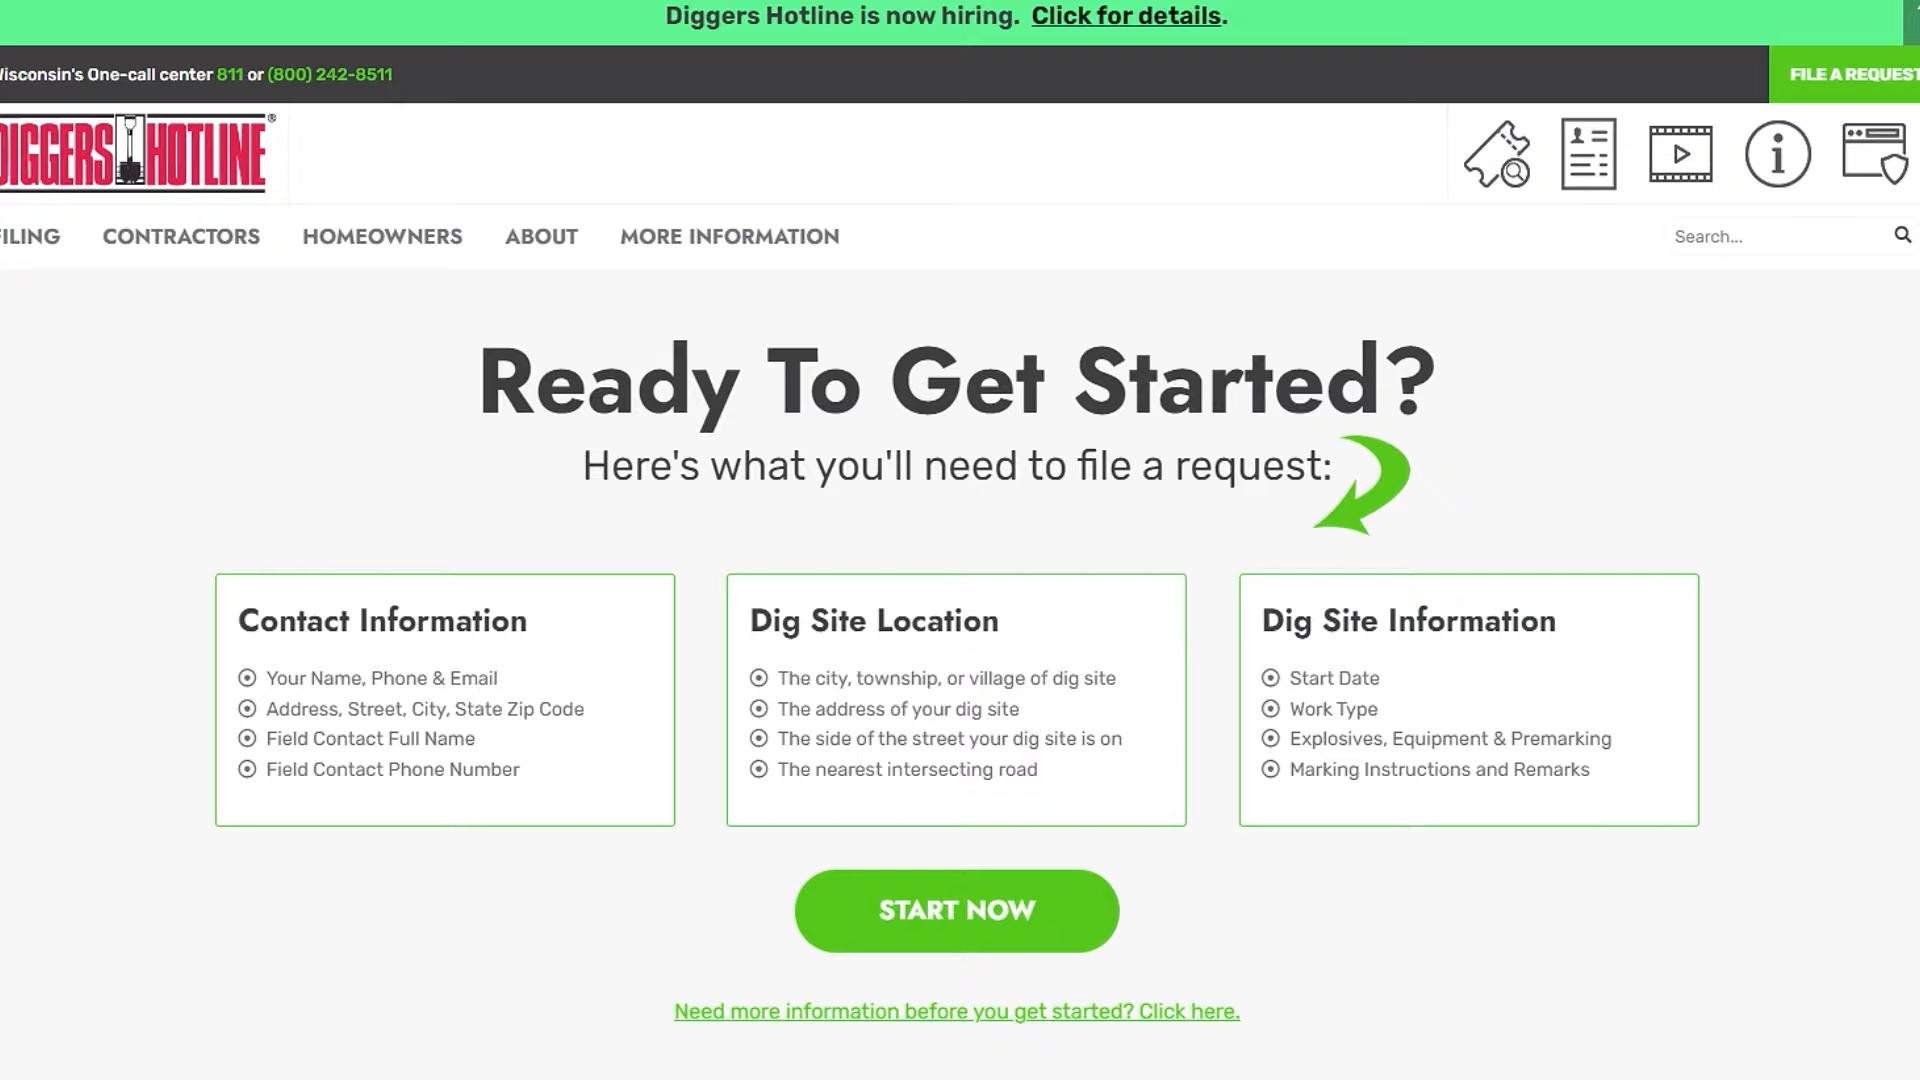 Diggers Hotline is now hiring. Click for details.
isconsin's One-call center 811 or (800) 242-8511
FILE A REQUEST
DIGGERS HOTLINE®
FILING CONTRACTORS HOMEOWNERS ABOUT MORE INFORMATION
Search...
Ready To Get Started?
Here's what you'll need to file a request:
Contact Information
Your Name, Phone & Email
Address, Street, City, State Zip Code
Field Contact Full Name
Field Contact Phone Number
Dig Site Location
The city, township, or village of dig site
The address of your dig site
The side of the street your dig site is on
The nearest intersecting road
Dig Site Information
Start Date
Work Type
Explosives, Equipment & Premarking
Marking Instructions and Remarks
START NOW
Need more information before you get started? Click here.